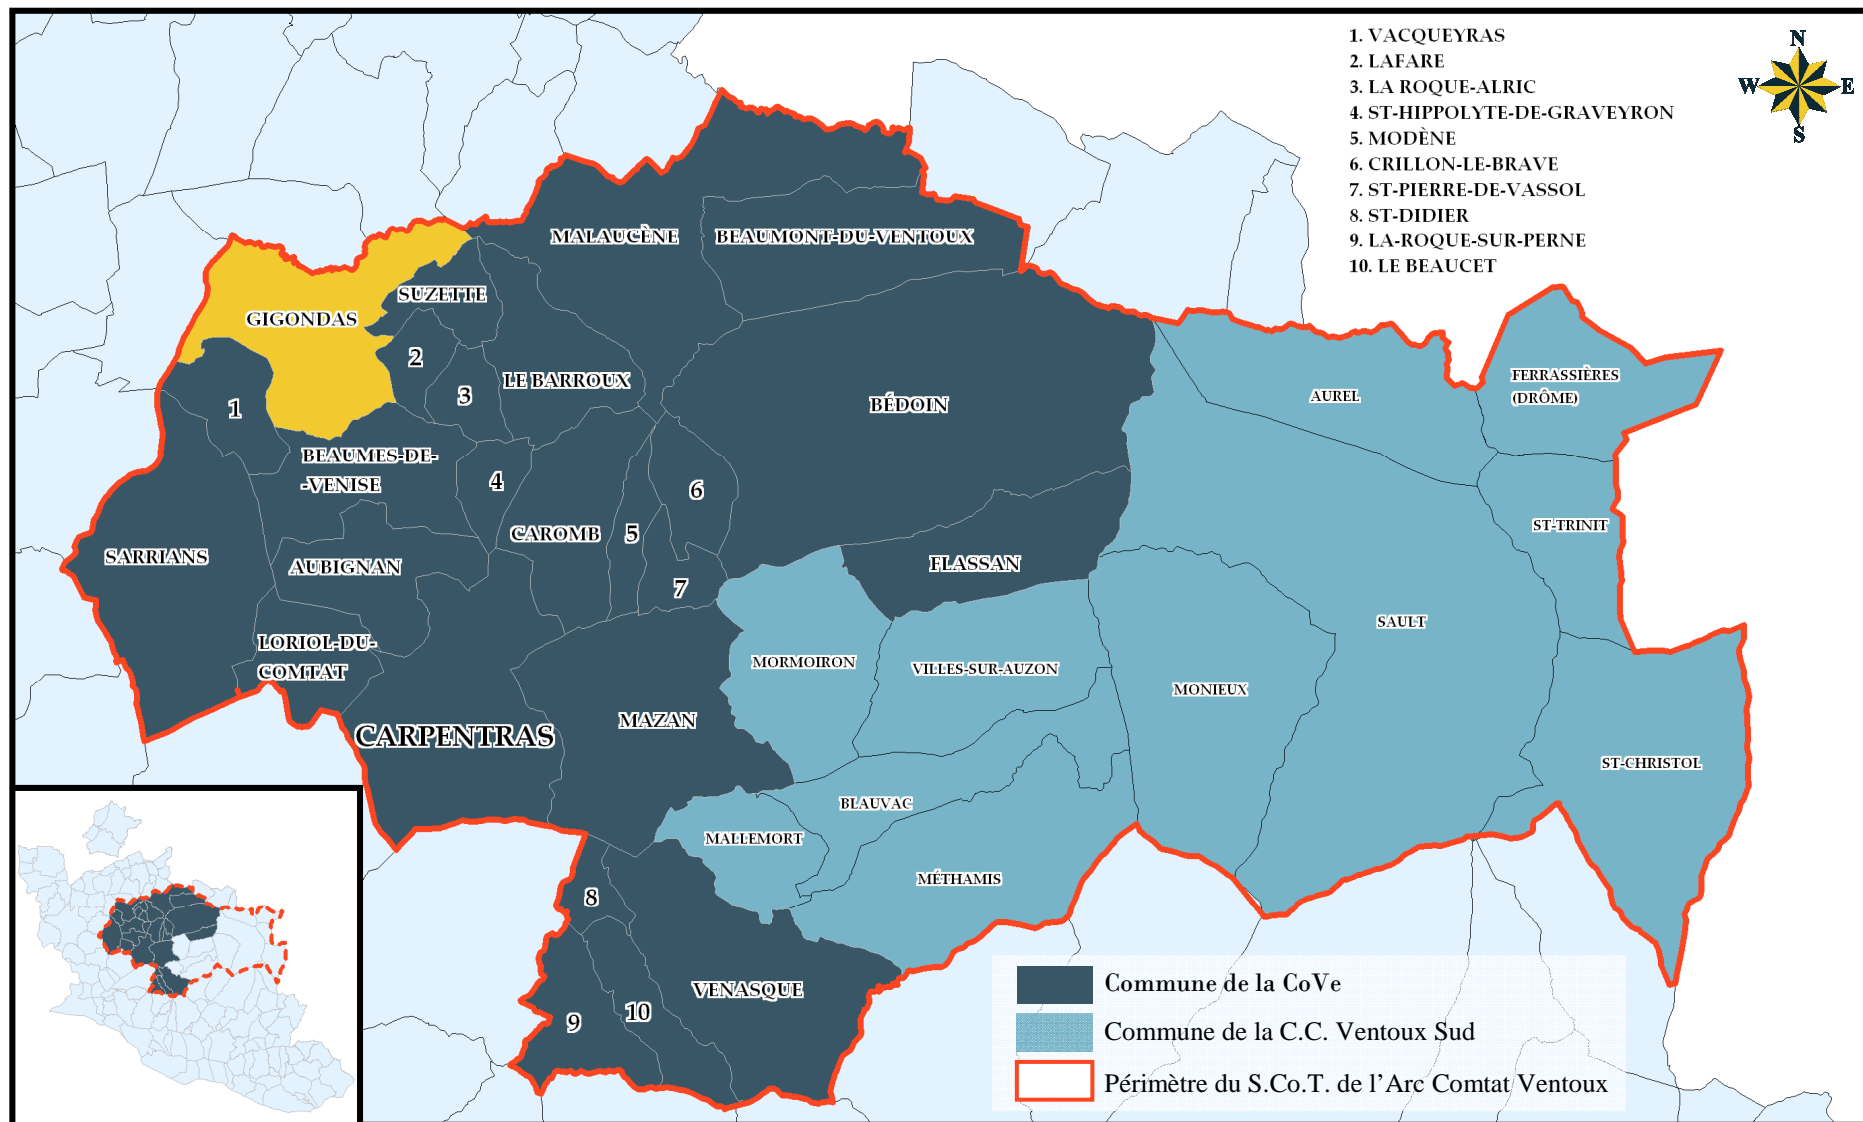 1. VACQUEYRAS
2. LAFARE
3. LA ROQUE-ALRIC
4. ST-HIPPOLYTE-DE-GRAVEYRON
5. MODÈNE
6. CRILLON-LE-BRAVE
7. ST-PIERRE-DE-VASSOL
8. ST-DIDIER
9. LA-ROQUE-SUR-PERNE
10. LE BEAUCET
N
W E
S
MALAUCÈNE
BEAUMONT-DU-VENTOUX
SUZETTE
GIGONDAS
2
LE BARROUX
3
1
BÉDOIN
AUREL
FERRASSIÈRES
(DRÔME)
BEAUMES-DE-
-VENISE
4
6
CAROMB
5
ST-TRINIT
SARRIANS
AUBIGNAN
FLASSAN
7
SAULT
LORIOL-DU-
COMTAT
MORMOIRON
VILLES-SUR-AUZON
MONIEUX
CARPENTRAS
MAZAN
ST-CHRISTOL
BLAUVAC
MALLEMORT
MÉTHAMIS
8
VENASQUE
9
10
Commune de la CoVe
Commune de la C.C. Ventoux Sud
Périmètre du S.Co.T. de l’Arc Comtat Ventoux